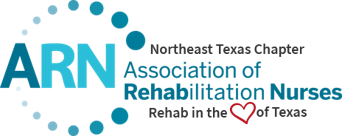 ARN
Northeast Texas Chapter
Association of
Rehabilitation Nurses
Rehab in the of Texas